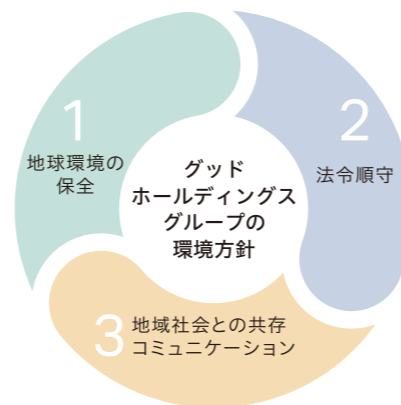 1
地球環境の
保全
2
法令順守
グッド
ホールディングス
グループの
環境方針
3
地域社会との共存
コミュニケーション